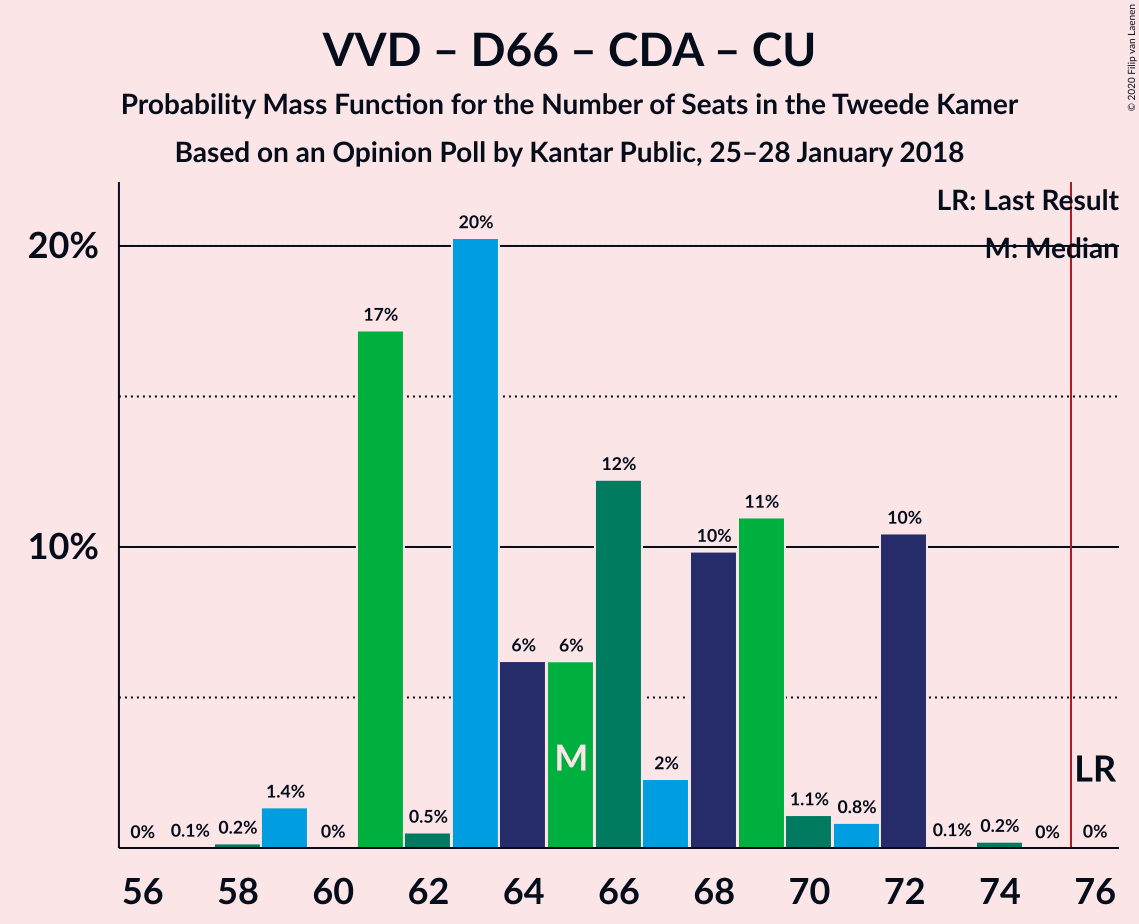 VVD – D66 – CDA – CU
Probability Mass Function for the Number of Seats in the Tweede Kamer
Based on an Opinion Poll by Kantar Public, 25–28 January 2018
© 2020 Filip van Laenen
LR: Last Result
M: Median
20%
10%
0%
0.1%
0.2%
1.4%
0%
17%
0.5%
20%
6%
6%
12%
2%
10%
11%
1.1%
0.8%
10%
0.1%
0.2%
0%
0%
M
LR
56 58 60 62 64 66 68 70 72 74 76